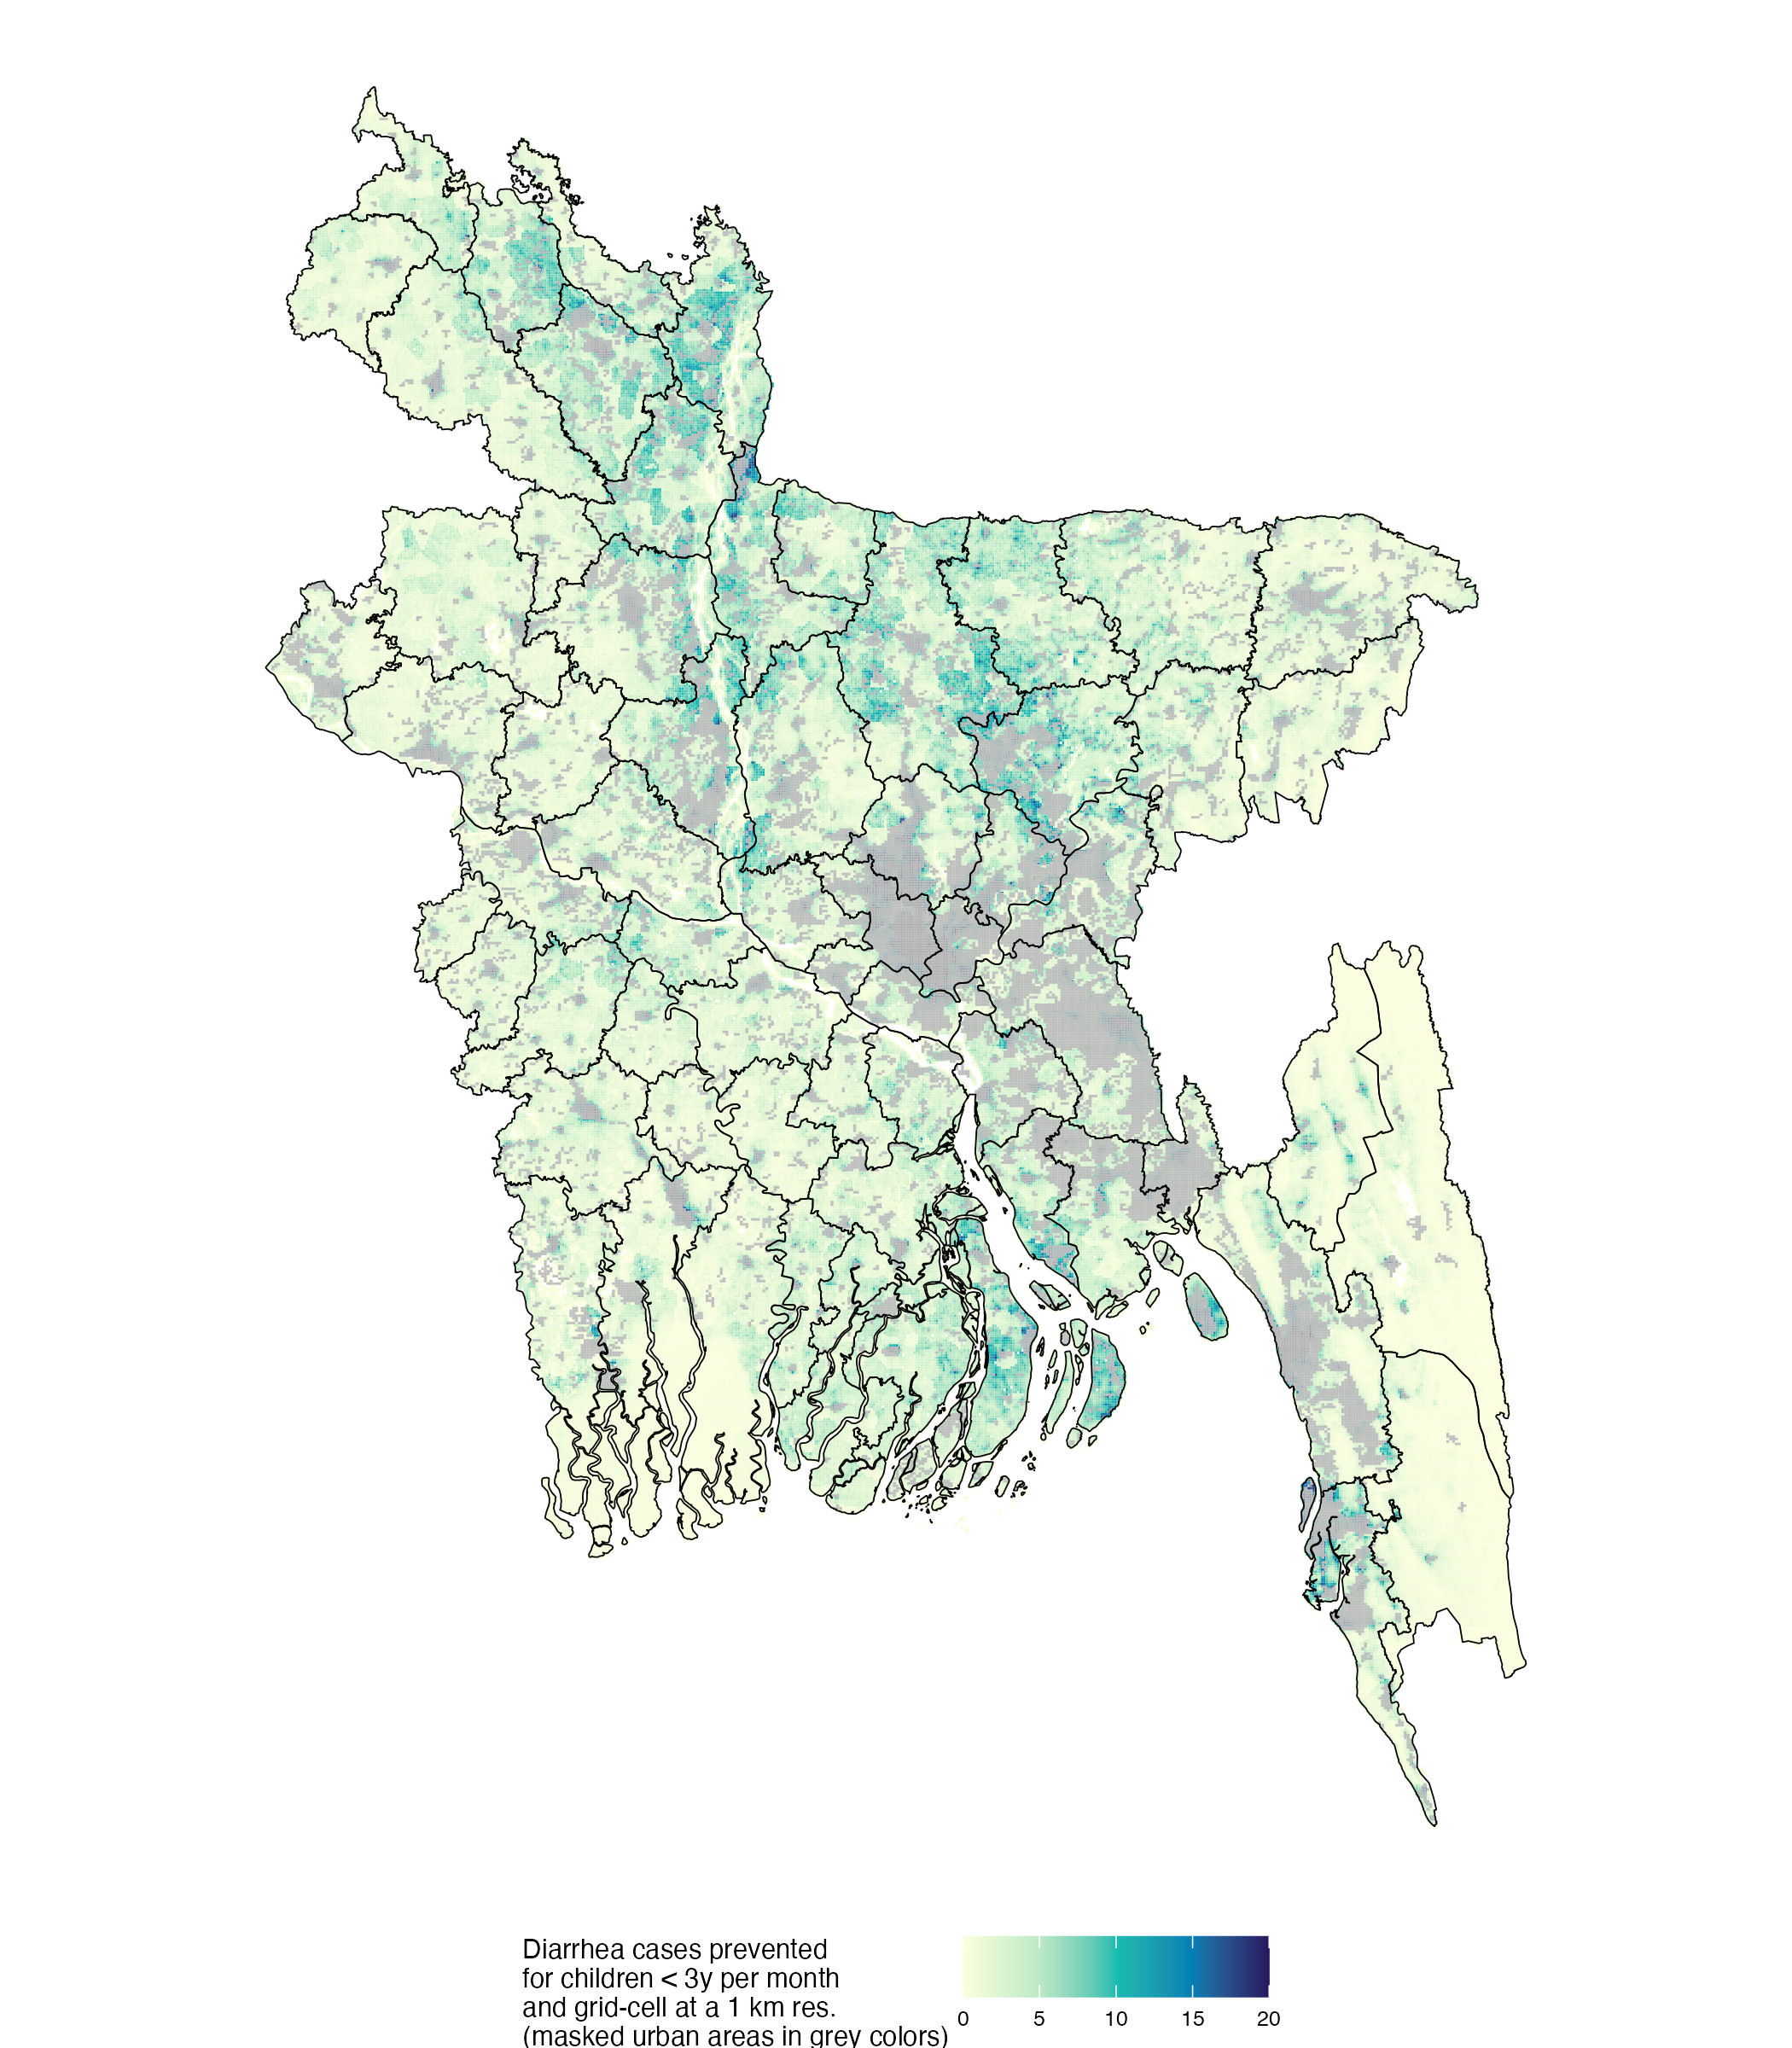 Diarrhea cases prevented
for children < 3y per month
and grid-cell at a 1 km res.
(masked urban areas in grey colors)
0 5 10 15 20